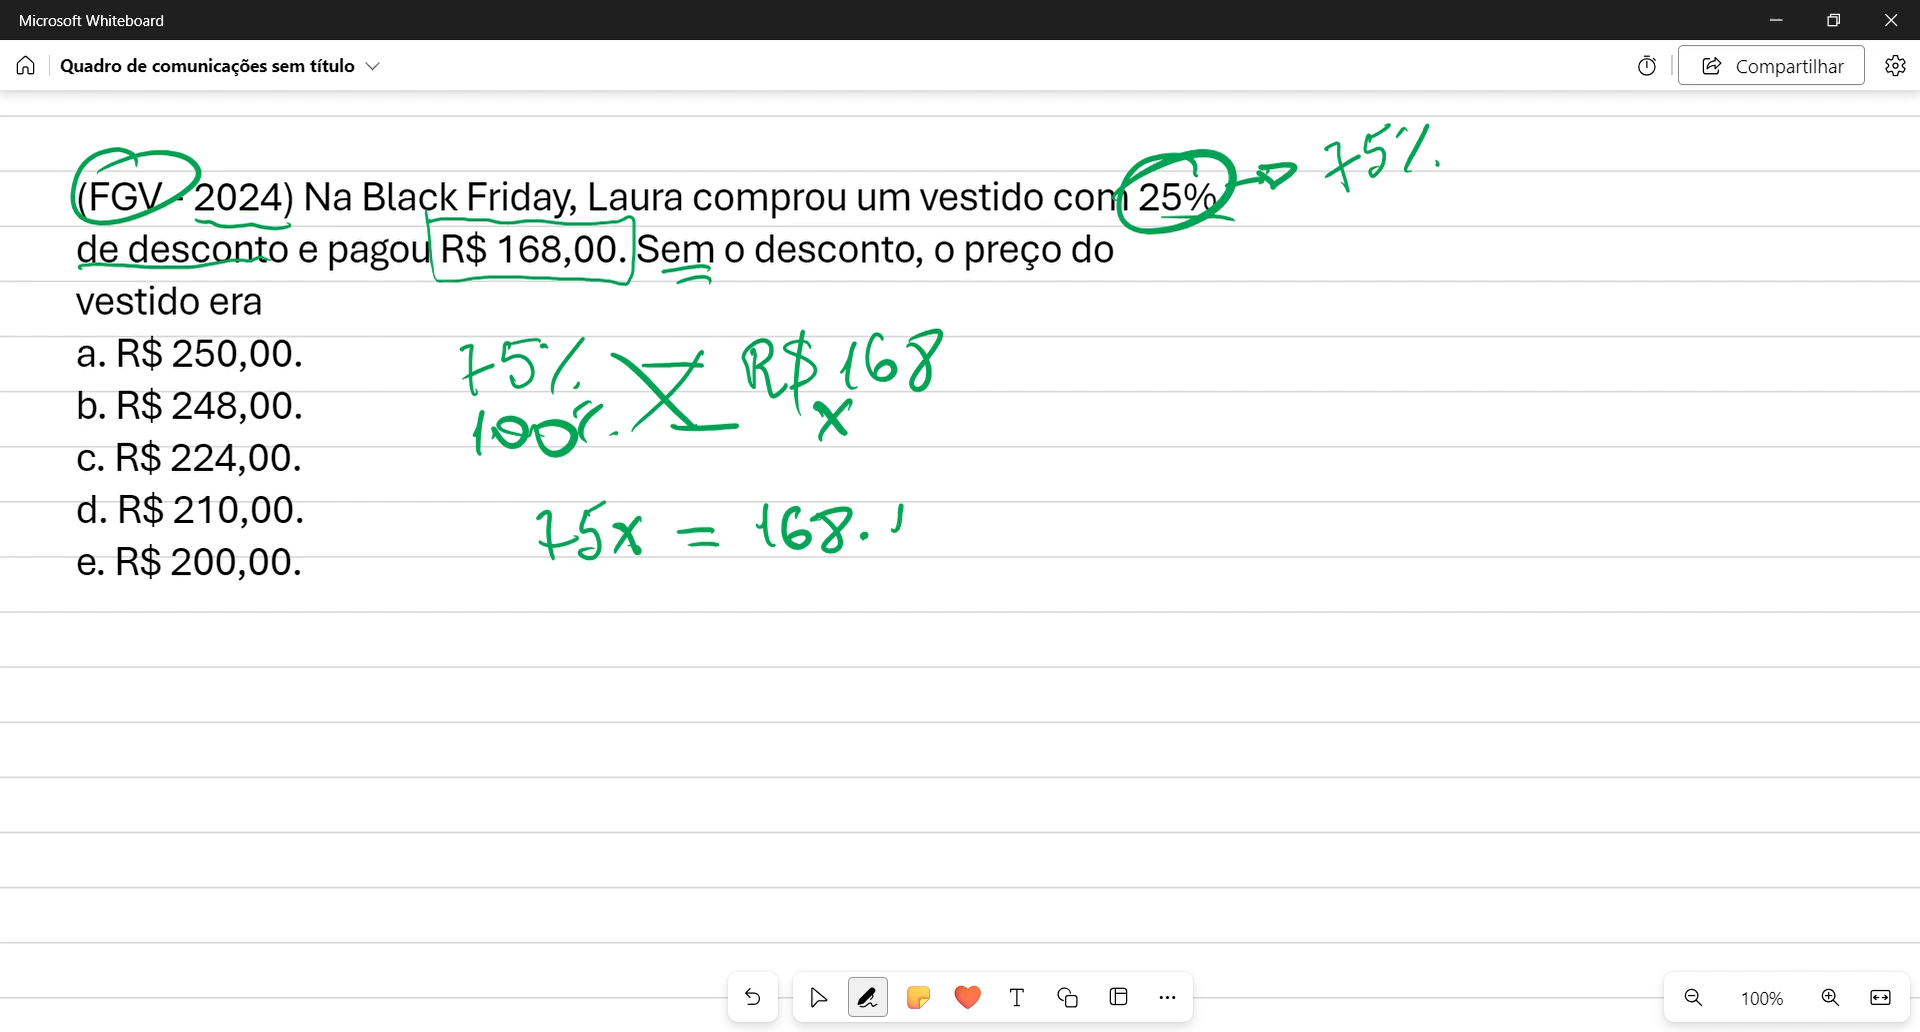 Microsoft Whiteboard
Quadro de comunicações sem título
Compartilhar
75%
(FGV - 2024) Na Black Friday, Laura comprou um vestido com 25%
de desconto e pagou R$ 168,00. Sem o desconto, o preço do
vestido era
a. R$ 250,00.
b. R$ 248,00.
c. R$ 224,00.
d. R$ 210,00.
e. R$ 200,00.
75% R$ 168
100% x
75x = 168.
100%